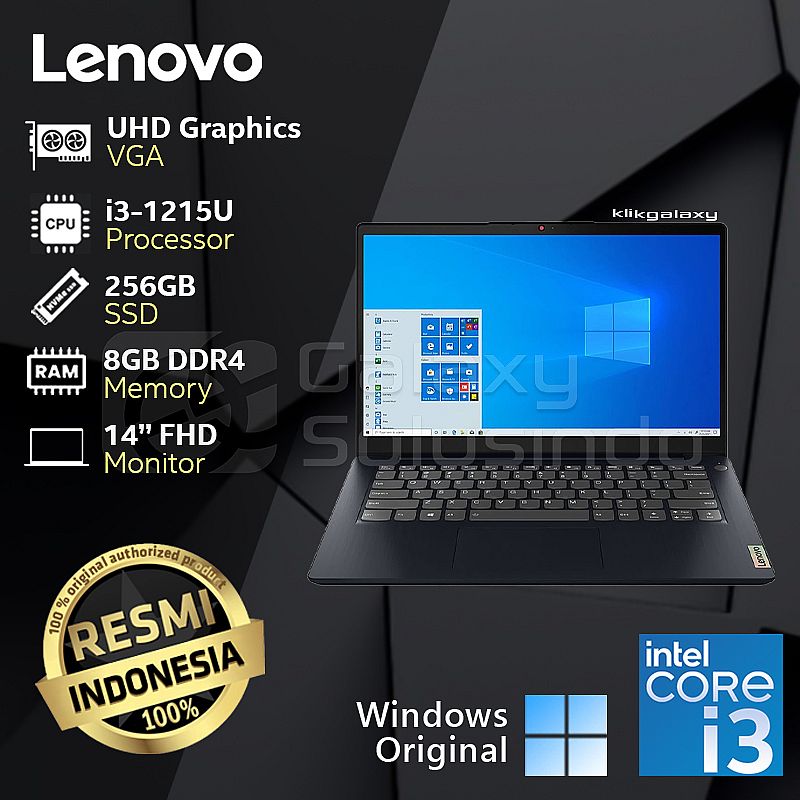 Lenovo
UHD Graphics
VGA
CPU
i3-1215U
Processor
klikgalaxy
256GB
SSD
RAM
8GB DDR4
Memory
14” FHD
Monitor
Galaxy
Solusindo
Lenovo
100 % original authorized product
RESMI
INDONESIA
100%
Windows
Original
intel
CORE
i3